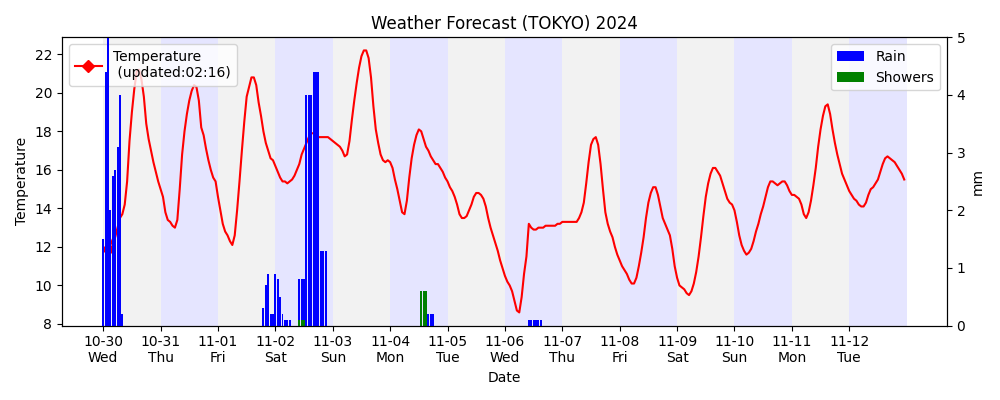 Weather Forecast (TOKYO) 2024
Temperature
(updated:02:16)
Rain
Showers
Temperature
22
20
18
16
14
12
10
8
5
4
3
2
1
0
mm
10-30 10-31 11-01 11-02 11-03 11-04 11-05 11-06 11-07 11-08 11-09 11-10 11-11 11-12
Wed Thu Fri Sat Sun Mon Tue Wed Thu Fri Sat Sun Mon Tue
Date